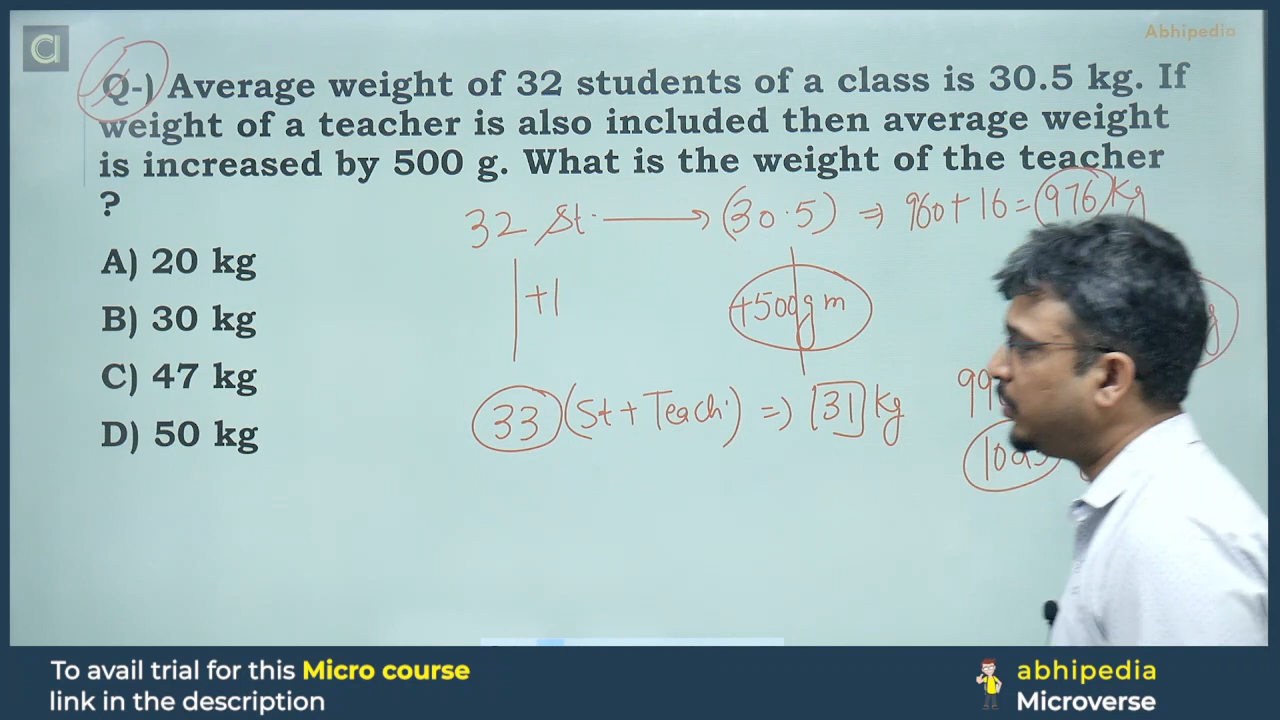 Abhipedia
Q-) Average weight of 32 students of a class is 30.5 kg. If
weight of a teacher is also included then average weight
is increased by 500 g. What is the weight of the teacher
?
32 St. → (30.5) ⇒ 960+16=976 kg
A) 20 kg
+1 +500gm
B) 30 kg
C) 47 kg
33 (St + Teach.) ⇒ 31 kg
D) 50 kg
To avail trial for this Micro course
link in the description
abhipedia
Microverse